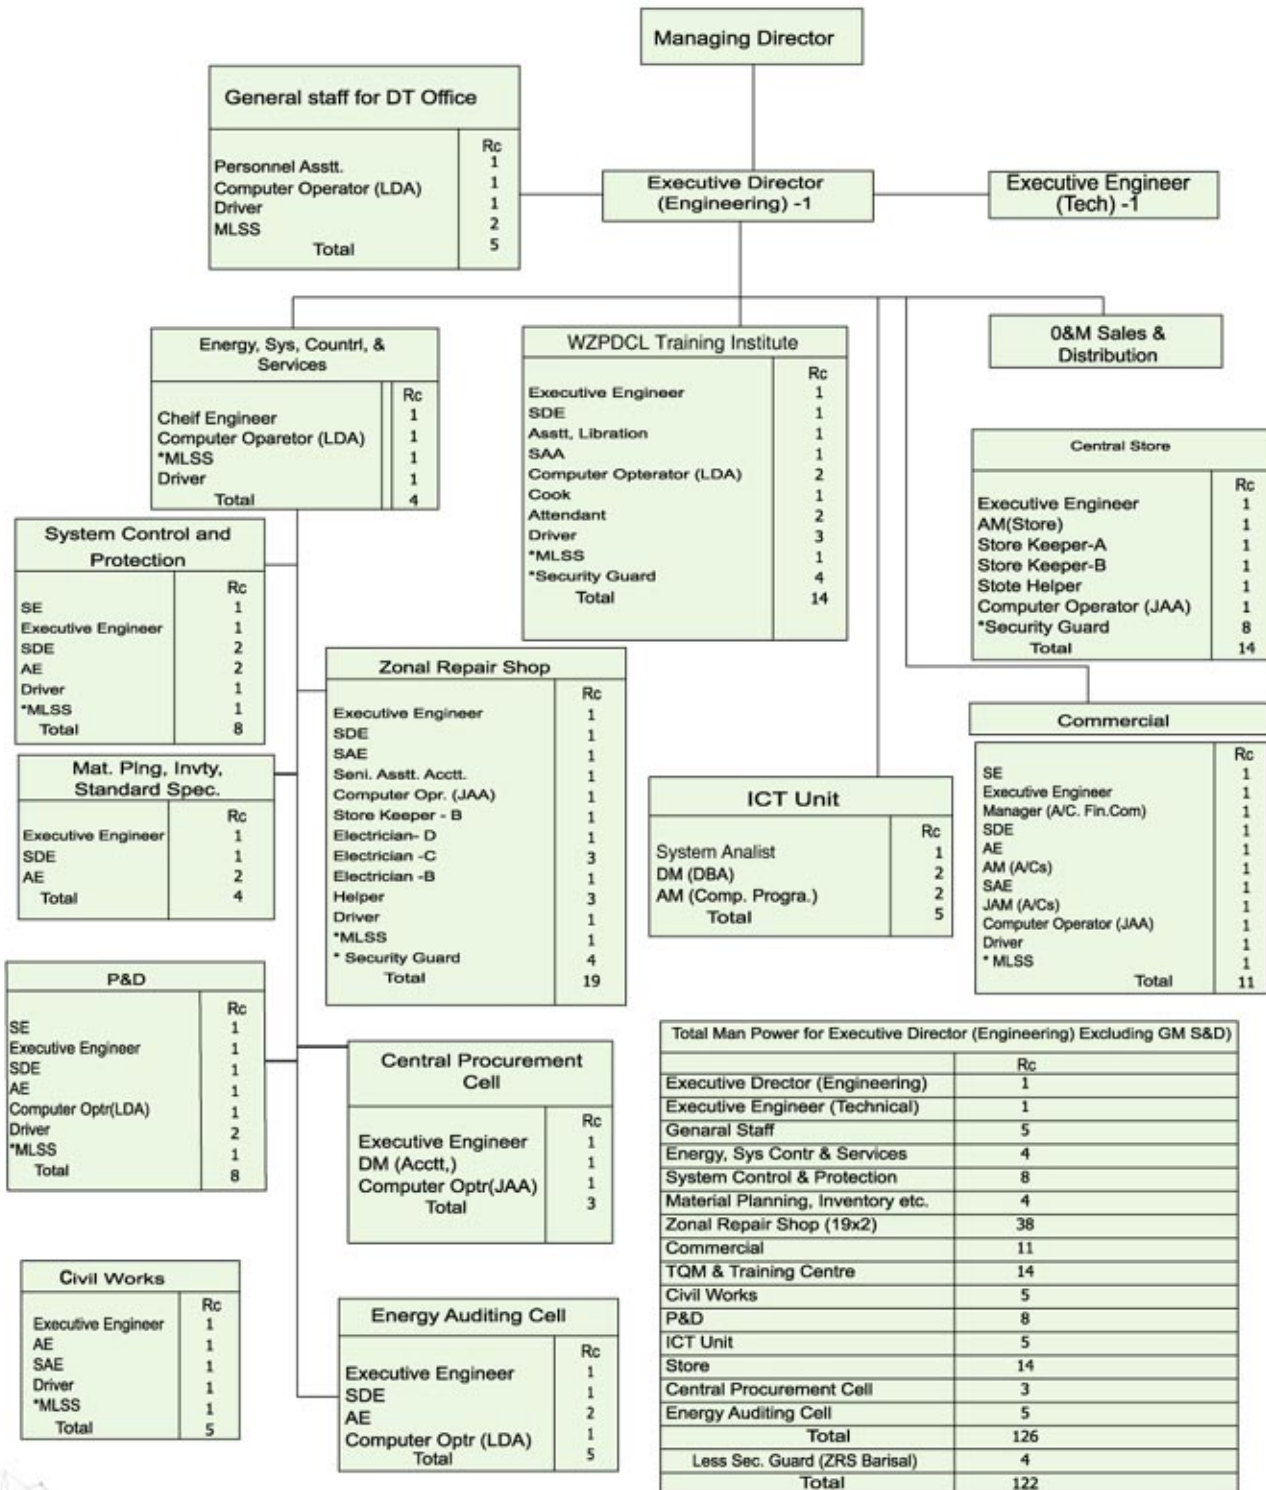 Managing Director
General staff for DT Office
Rc
Personnel Asstt. 1
Computer Operator (LDA) 1
Driver 1
MLSS 2
Total 5
Executive Director
(Engineering) -1
Executive Engineer
(Tech) -1
Energy, Sys, Countrl, &
Services
Rc
Cheif Engineer 1
Computer Oparetor (LDA) 1
*MLSS 1
Driver 1
Total 4
WZPDCL Training Institute
Rc
Executive Engineer 1
SDE 1
Asstt, Libration 1
SAA 1
Computer Opterator (LDA) 2
Cook 1
Attendant 2
Driver 3
*MLSS 1
*Security Guard 4
Total 14
0&M Sales &
Distribution
Central Store
Rc
Executive Engineer 1
AM(Store) 1
Store Keeper-A 1
Store Keeper-B 1
Stote Helper 1
Computer Operator (JAA) 1
*Security Guard 8
Total 14
System Control and
Protection
Rc
SE 1
Executive Engineer 1
SDE 2
AE 2
Driver 1
*MLSS 1
Total 8
Zonal Repair Shop
Rc
Executive Engineer 1
SDE 1
SAE 1
Seni. Asstt. Acctt. 1
Computer Opr. (JAA) 1
Store Keeper - B 1
Electrician- D 1
Electrician -C 3
Electrician -B 1
Helper 3
Driver 1
*MLSS 1
* Security Guard 4
Total 19
Mat. Plng, Invty,
Standard Spec.
Rc
Executive Engineer 1
SDE 1
AE 2
Total 4
ICT Unit
Rc
System Analist 1
DM (DBA) 2
AM (Comp. Progra.) 2
Total 5
Commercial
Rc
SE 1
Executive Engineer 1
Manager (A/C. Fin.Com) 1
SDE 1
AE 1
AM (A/Cs) 1
SAE 1
JAM (A/Cs) 1
Computer Operator (JAA) 1
Driver 1
* MLSS 1
Total 11
P&D
Rc
SE 1
Executive Engineer 1
SDE 1
AE 1
Computer Optr(LDA) 1
Driver 2
*MLSS 1
Total 8
Central Procurement
Cell
Rc
Executive Engineer 1
DM (Acctt,) 1
Computer Optr(JAA) 1
Total 3
Civil Works
Rc
Executive Engineer 1
AE 1
SAE 1
Driver 1
*MLSS 1
Total 5
Energy Auditing Cell
Rc
Executive Engineer 1
SDE 1
AE 2
Computer Optr (LDA) 1
Total 5
Total Man Power for Executive Director (Engineering) Excluding GM S&D)
Rc
Executive Drector (Engineering) 1
Executive Engineer (Technical) 1
Genaral Staff 5
Energy, Sys Contr & Services 4
System Control & Protection 8
Material Planning, Inventory etc. 4
Zonal Repair Shop (19x2) 38
Commercial 11
TQM & Training Centre 14
Civil Works 5
P&D 8
ICT Unit 5
Store 14
Central Procurement Cell 3
Energy Auditing Cell 5
Total 126
Less Sec. Guard (ZRS Barisal) 4
Total 122